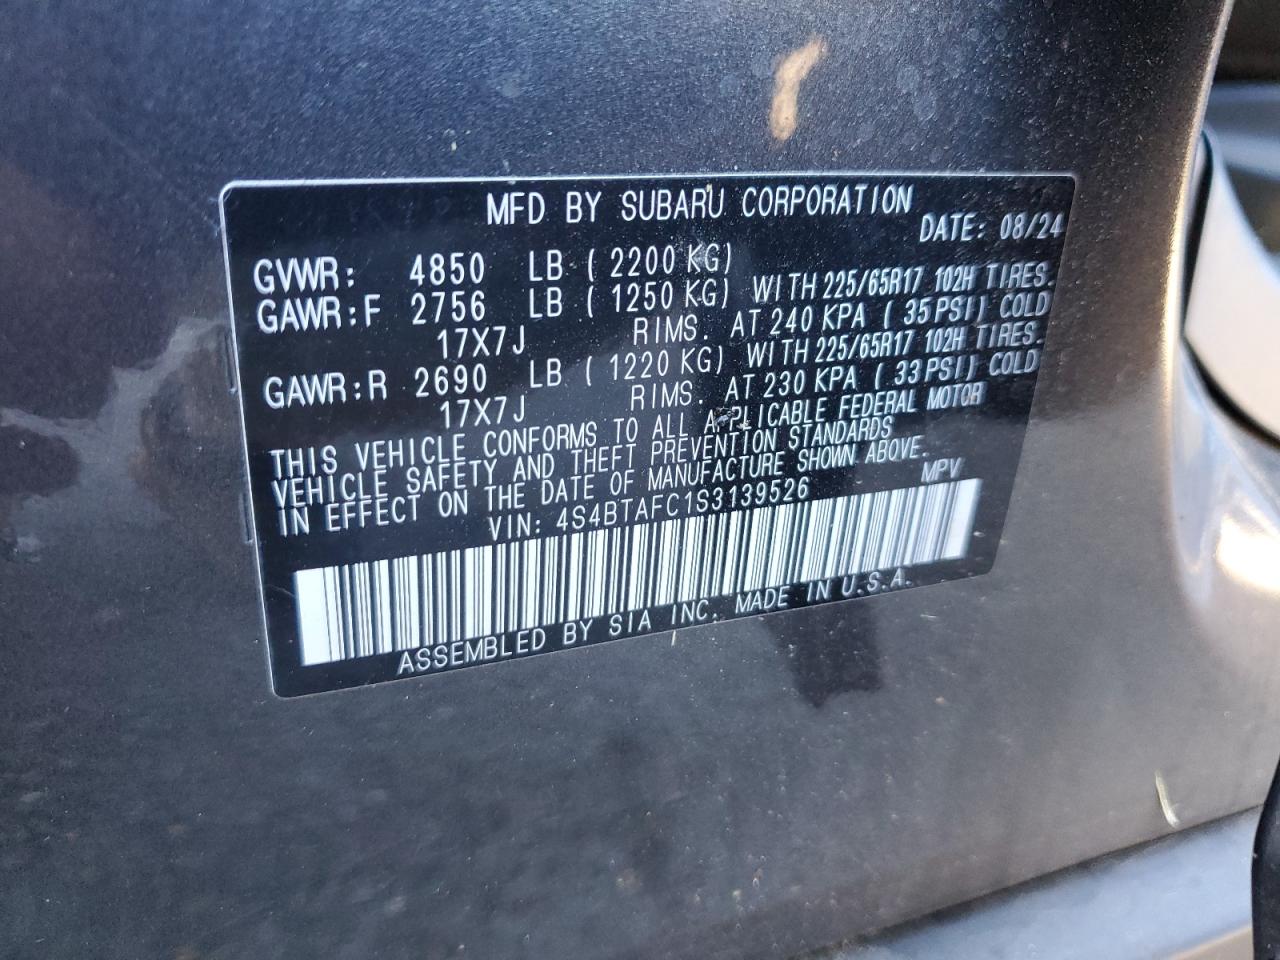 MFD BY SUBARU CORPORATION
DATE: 08/24
GVWR: 4850 LB ( 2200 KG)
GAWR:F 2756 LB ( 1250 KG) WITH 225/65R17 102H TIRES.
17X7J RIMS. AT 240 KPA ( 35 PSI) COLD
GAWR:R 2690 LB ( 1220 KG) WITH 225/65R17 102H TIRES.
17X7J RIMS. AT 230 KPA ( 33 PSI) COLD
THIS VEHICLE CONFORMS TO ALL APPLICABLE FEDERAL MOTOR
VEHICLE SAFETY AND THEFT PREVENTION STANDARDS
IN EFFECT ON THE DATE OF MANUFACTURE SHOWN ABOVE.
VIN: 4S4BTAFC1S3139526 MPV
ASSEMBLED BY SIA INC. MADE IN U.S.A.